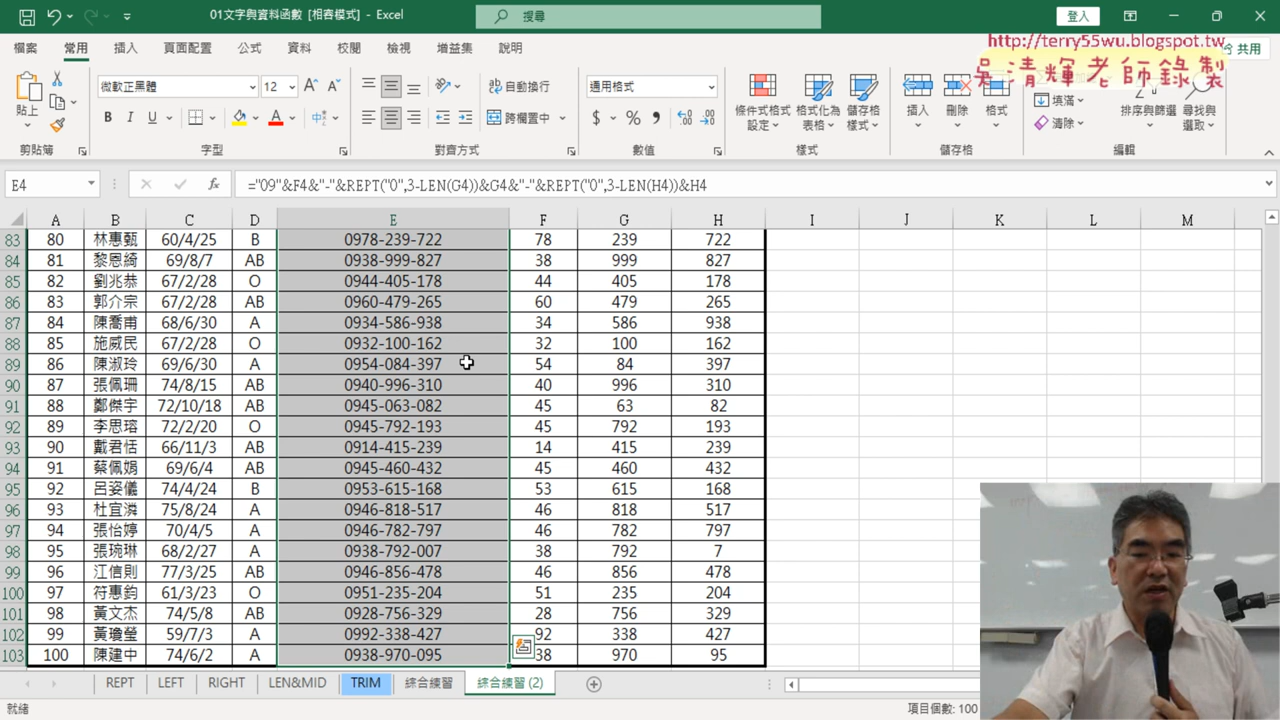 01文字與資料函數 [相容模式] - Excel
搜尋
登入
http://terry55wu.blogspot.tw
吳清輝老師錄製
檔案 常用 插入 頁面配置 公式 資料 校閱 檢視 增益集 說明
共用
貼上
微軟正黑體 12
自動換行
跨欄置中
通用格式
條件式格式設定 格式化為表格 儲存格樣式
插入 刪除 格式
填滿
清除
排序與篩選 尋找與選取
剪貼簿 字型 對齊方式 數值 樣式 儲存格 編輯
E4
="09"&F4&"-"&REPT("0",3-LEN(G4))&G4&"-"&REPT("0",3-LEN(H4))&H4
A B C D E F G H I J K L M
83 80 林惠甄 60/4/25 B 0978-239-722 78 239 722
84 81 黎恩綺 69/8/7 AB 0938-999-827 38 999 827
85 82 劉兆恭 67/2/28 O 0944-405-178 44 405 178
86 83 郭介宗 67/2/28 AB 0960-479-265 60 479 265
87 84 陳喬甫 68/6/30 A 0934-586-938 34 586 938
88 85 施威民 67/2/28 O 0932-100-162 32 100 162
89 86 陳淑玲 69/6/30 A 0954-084-397 54 84 397
90 87 張佩珊 74/8/15 AB 0940-996-310 40 996 310
91 88 鄭傑宇 72/10/18 AB 0945-063-082 45 63 82
92 89 李思瑢 72/2/20 O 0945-792-193 45 792 193
93 90 戴君恬 66/11/3 AB 0914-415-239 14 415 239
94 91 蔡佩娟 69/6/4 AB 0945-460-432 45 460 432
95 92 呂姿儀 74/4/24 B 0953-615-168 53 615 168
96 93 杜宜潾 75/8/24 A 0946-818-517 46 818 517
97 94 張怡婷 70/4/5 A 0946-782-797 46 782 797
98 95 張琬琳 68/2/27 A 0938-792-007 38 792 7
99 96 江信則 77/3/25 AB 0946-856-478 46 856 478
100 97 符惠鈞 61/3/23 O 0951-235-204 51 235 204
101 98 黃文杰 74/5/8 AB 0928-756-329 28 756 329
102 99 黃瓊瑩 59/7/3 A 0992-338-427 92 338 427
103 100 陳建中 74/6/2 A 0938-970-095 38 970 95
REPT LEFT RIGHT LEN&MID TRIM 綜合練習 綜合練習 (2)
就緒
項目個數: 100